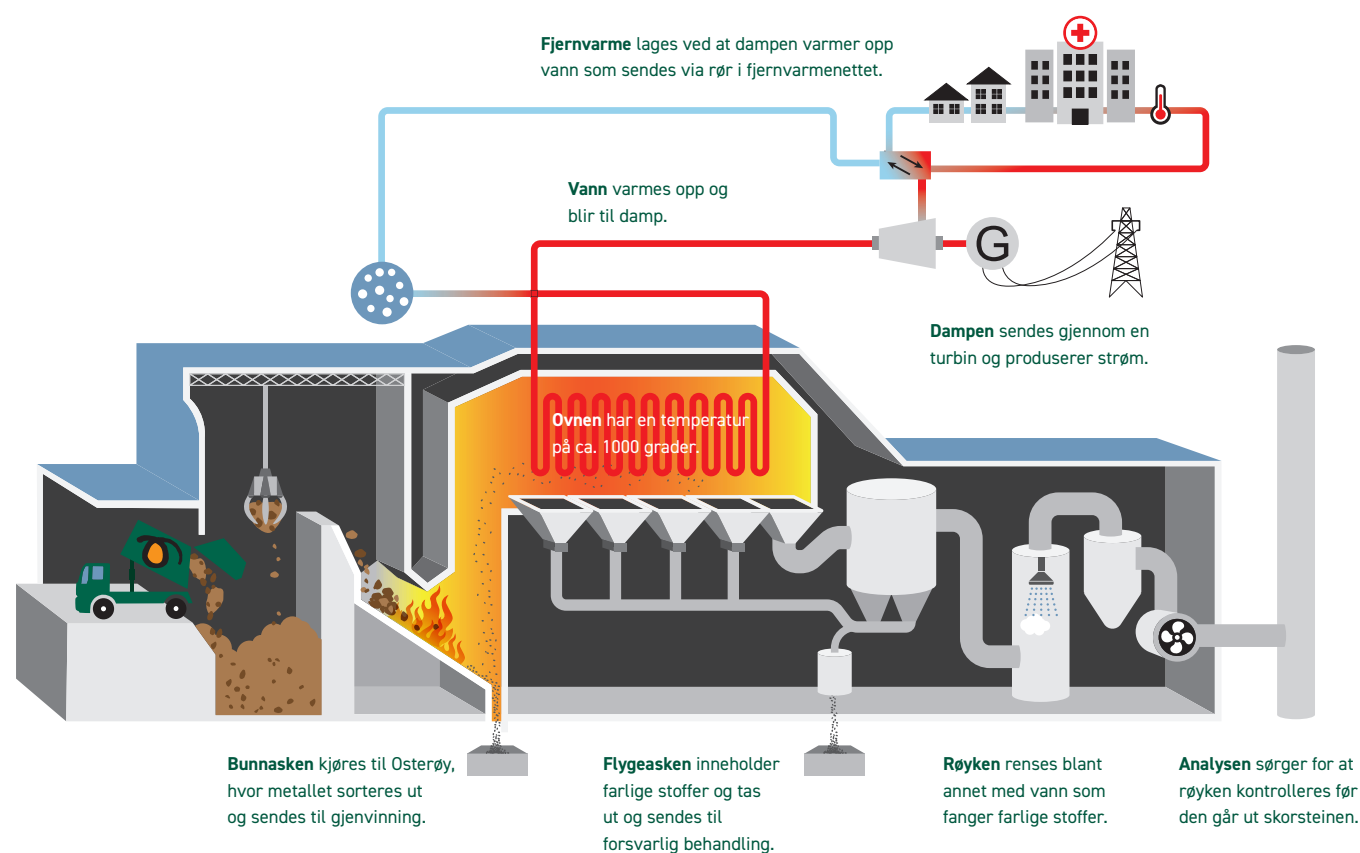 Fjernvarme lages ved at dampen varmer opp
vann som sendes via rør i fjernvarmenettet.
Vann varmes opp og
blir til damp.
G
Dampen sendes gjennom en
turbin og produserer strøm.
Ovnen har en temperatur
på ca. 1000 grader.
Bunnasken kjøres til Osterøy,
hvor metallet sorteres ut
og sendes til gjenvinning.
Flygeasken inneholder
farlige stoffer og tas
ut og sendes til
forsvarlig behandling.
Røyken renses blant
annet med vann som
fanger farlige stoffer.
Analysen sørger for at
røyken kontrolleres før
den går ut skorsteinen.